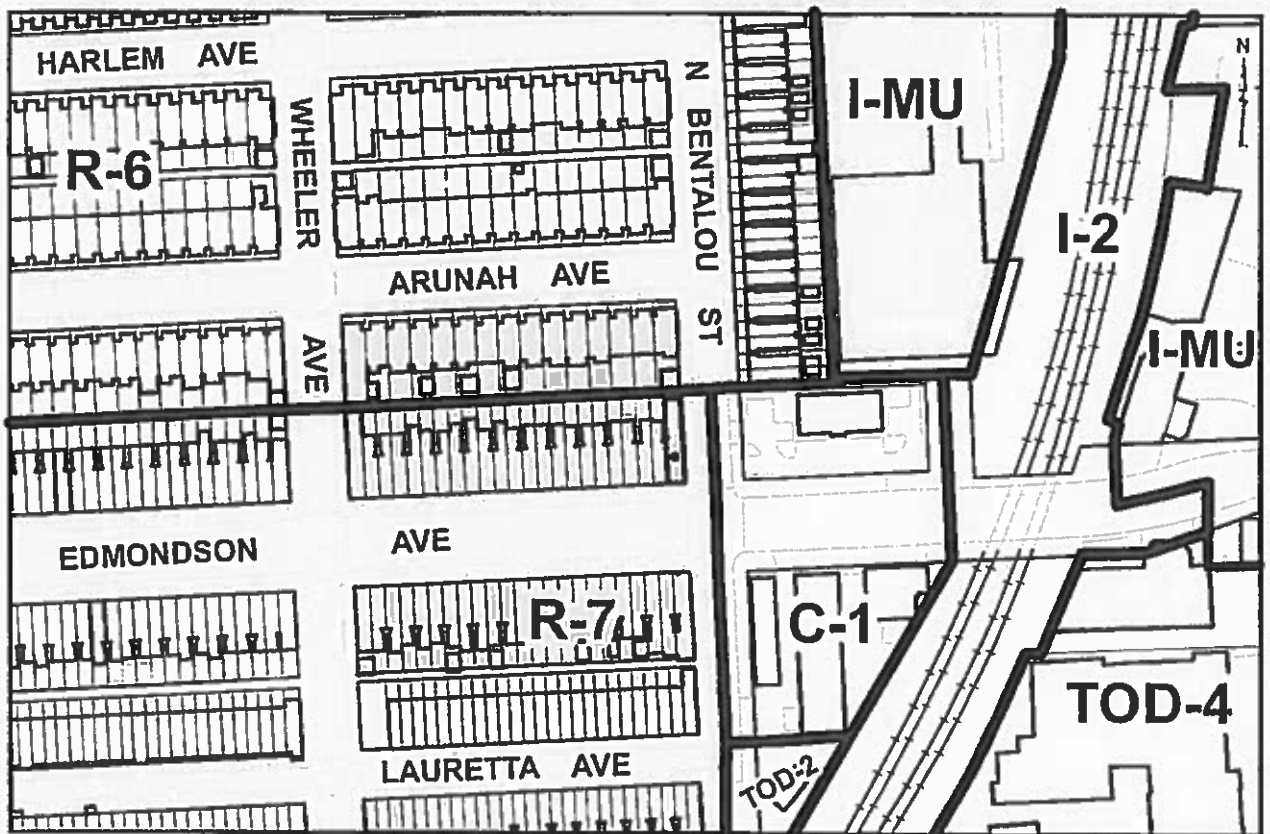 HARLEM AVE
N
I-MU
R-6
WHEELER
N BENTALOU ST
I-2
ARUNAH AVE
AVE
I-MU
EDMONDSON AVE
R-7
C-1
TOD-4
LAURETTA AVE
TOD-2